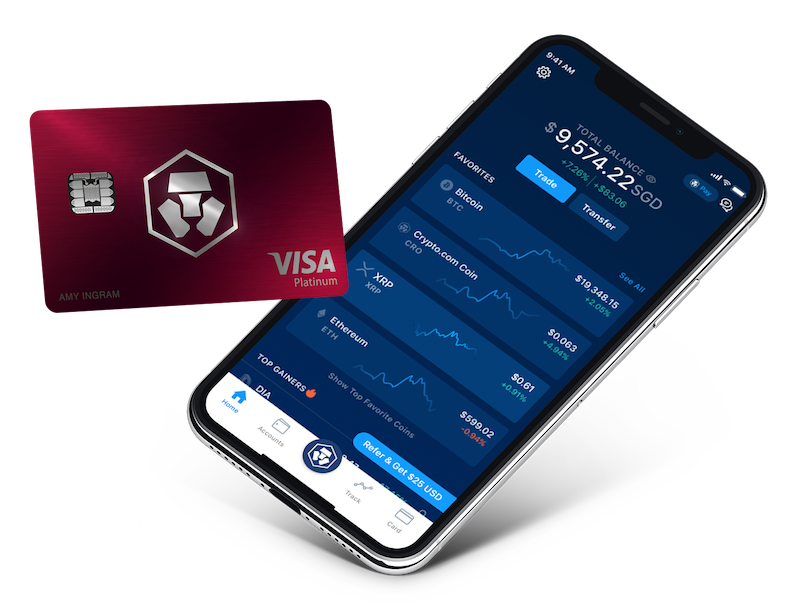 VISA
Platinum
AMY INGRAM
9:41 AM
TOTAL BALANCE
$9,574.22SGD
+7.26% | +$83.06
Pay
Trade
Transfer
FAVORITES
See All
Bitcoin
BTC
$19,348.15
+2.05%
Crypto.com Coin
CRO
$0.063
+4.94%
XRP
XRP
$0.61
+0.91%
Ethereum
ETH
$599.02
-0.94%
Show Top Favorite Coins
TOP GAINERS
DIA
Refer & Get $25 USD
Home
Accounts
Track
Card